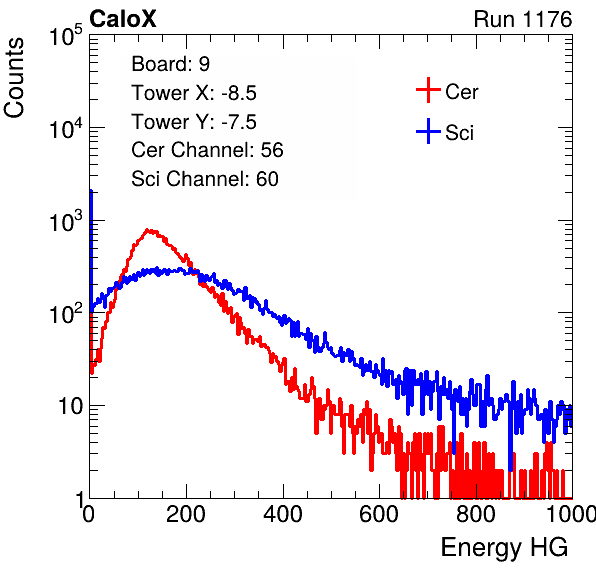 CaloX Run 1176
Counts
10^5
10^4
10^3
10^2
10
1
Board: 9
Tower X: -8.5
Tower Y: -7.5
Cer Channel: 56
Sci Channel: 60
Cer
Sci
0 200 400 600 800 1000
Energy HG